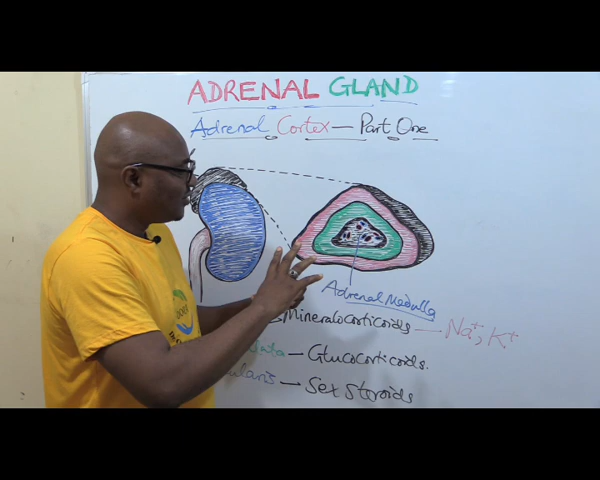 ADRENAL GLAND
Adrenal Cortex — Part One
Adrenal Medulla
Mineralocorticoids — Na⁺, K⁺
— Glucocorticoids.
— Sex steroids